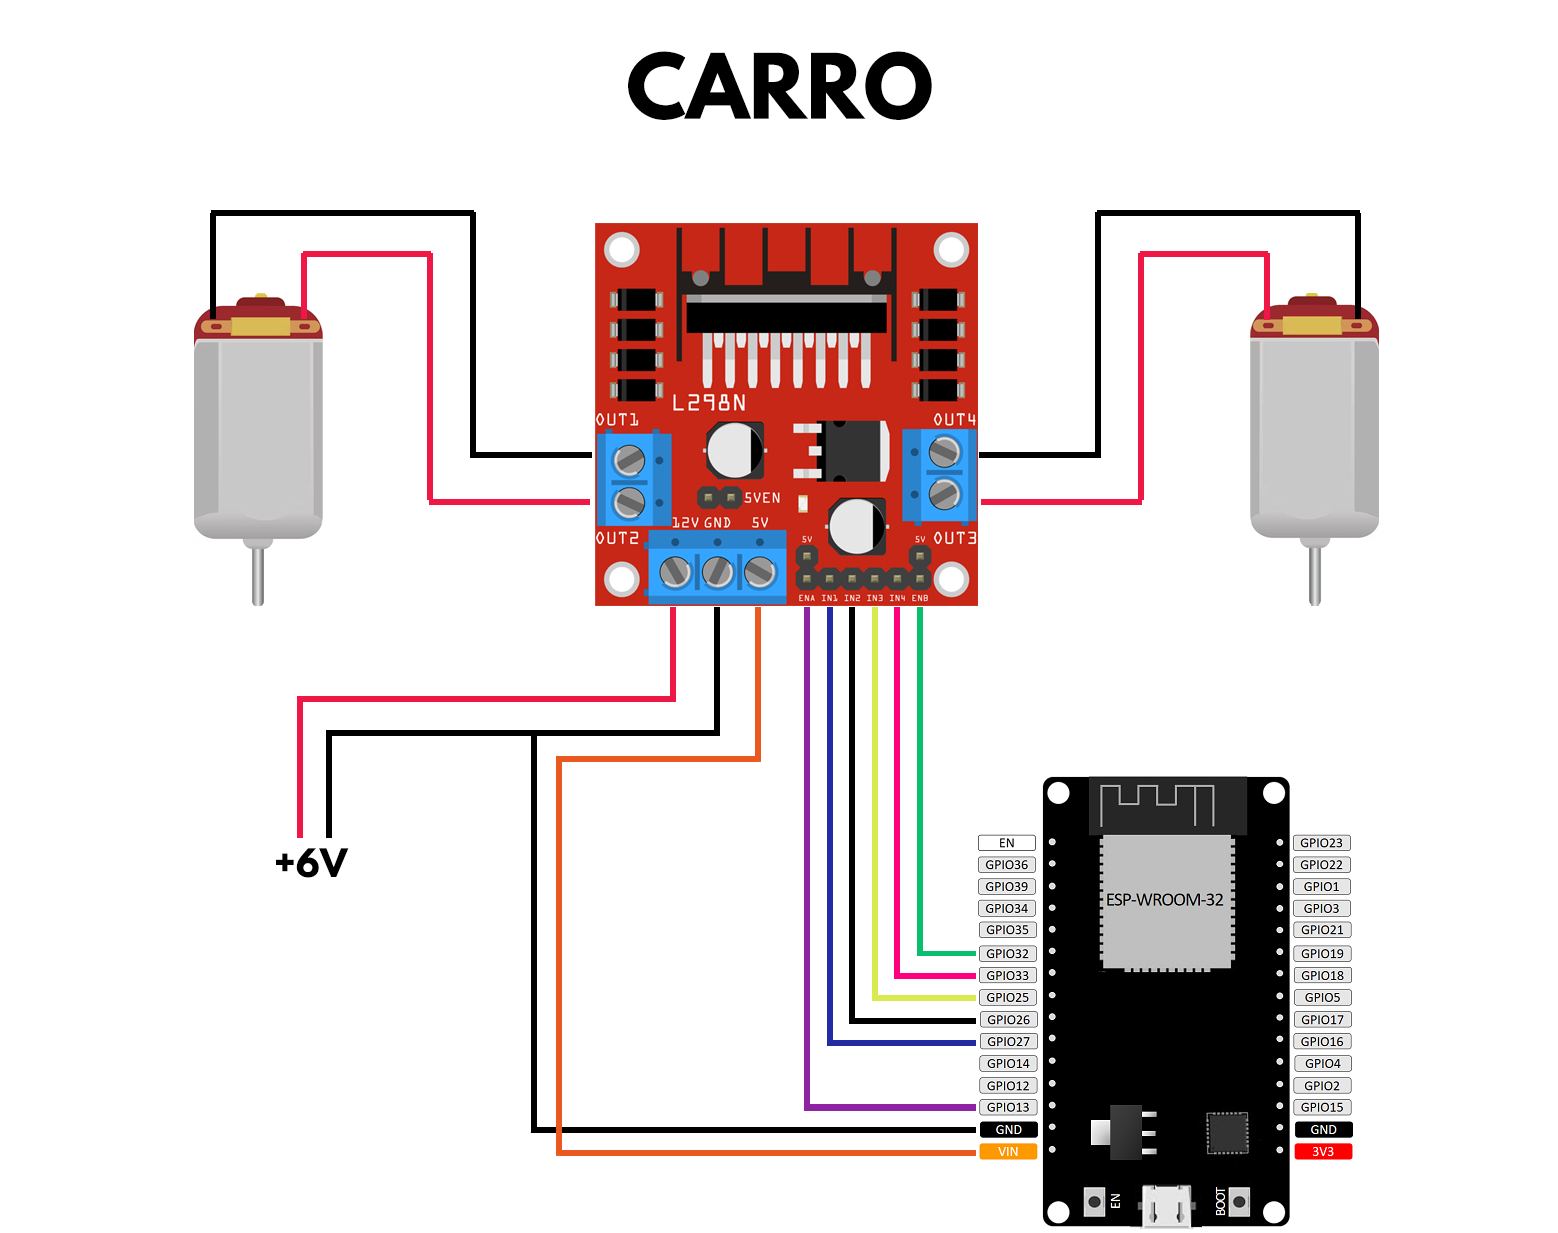 CARRO
L298N
OUT1
OUT4
5VEN
12V GND 5V
OUT2
5V
5V
OUT3
ENA IN1 IN2 IN3 IN4 ENB
+6V
ESP-WROOM-32
EN
GPIO36
GPIO39
GPIO34
GPIO35
GPIO32
GPIO33
GPIO25
GPIO26
GPIO27
GPIO14
GPIO12
GPIO13
GND
VIN
GPIO23
GPIO22
GPIO1
GPIO3
GPIO21
GPIO19
GPIO18
GPIO5
GPIO17
GPIO16
GPIO4
GPIO2
GPIO15
GND
3V3
EN
BOOT